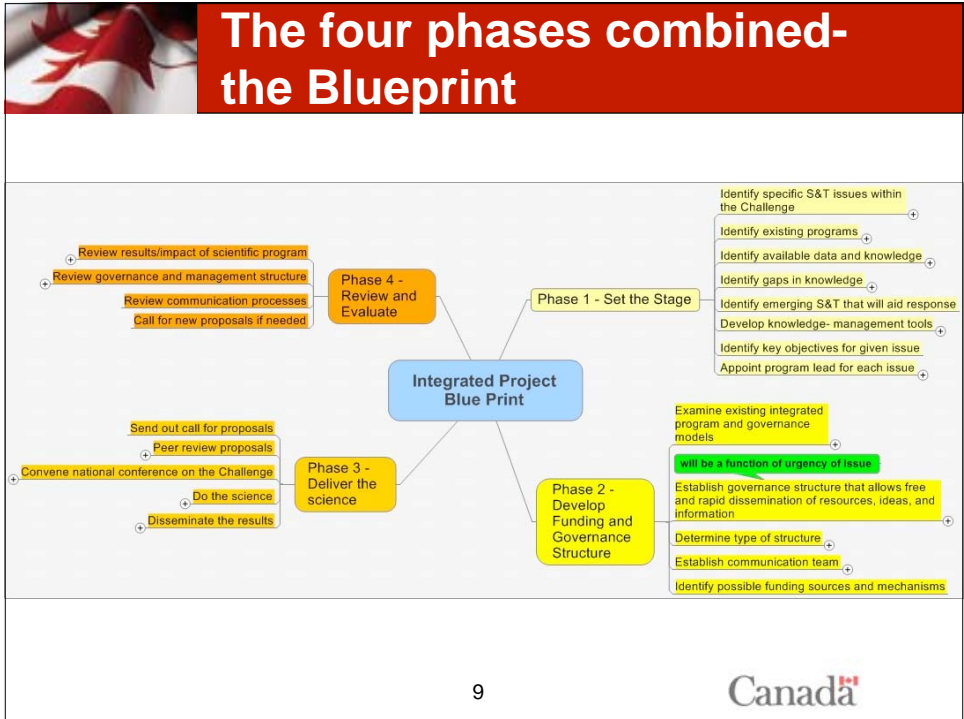 The four phases combined-
the Blueprint
Integrated Project
Blue Print
Phase 1 - Set the Stage
Identify specific S&T issues within
the Challenge
Identify existing programs
Identify available data and knowledge
Identify gaps in knowledge
Identify emerging S&T that will aid response
Develop knowledge- management tools
Identify key objectives for given issue
Appoint program lead for each issue
Phase 2 -
Develop
Funding and
Governance
Structure
Examine existing integrated
program and governance
models
will be a function of urgency of issue
Establish governance structure that allows free
and rapid dissemination of resources, ideas, and
information
Determine type of structure
Establish communication team
Identify possible funding sources and mechanisms
Phase 3 -
Deliver the
science
Send out call for proposals
Peer review proposals
Convene national conference on the Challenge
Do the science
Disseminate the results
Phase 4 -
Review and
Evaluate
Review results/impact of scientific program
Review governance and management structure
Review communication processes
Call for new proposals if needed
9
Canada